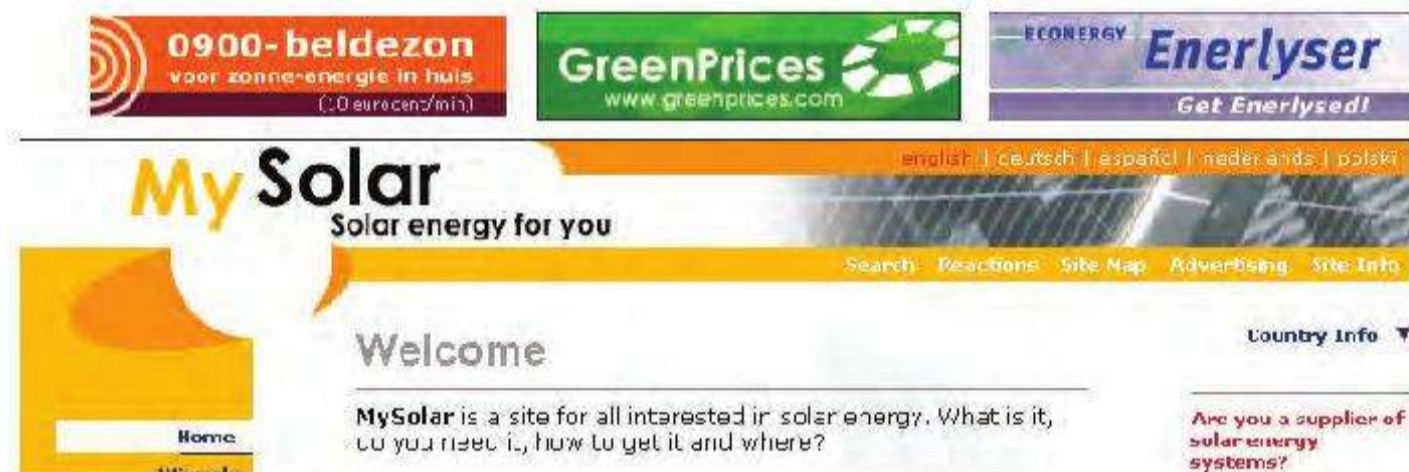 0900-beldezon
voor zonne-energie in huis
(10 eurocent/min)
GreenPrices
www.greenprices.com
ECONERGY Enerlyser
Get Enerlysed!
english | deutsch | español | nederlands | polski
My Solar
Solar energy for you
Search Reactions Site Map Advertising Site Info
Welcome
Country Info
MySolar is a site for all interested in solar energy. What is it,
do you need it, how to get it and where?
Are you a supplier of
solar energy
systems?
Home